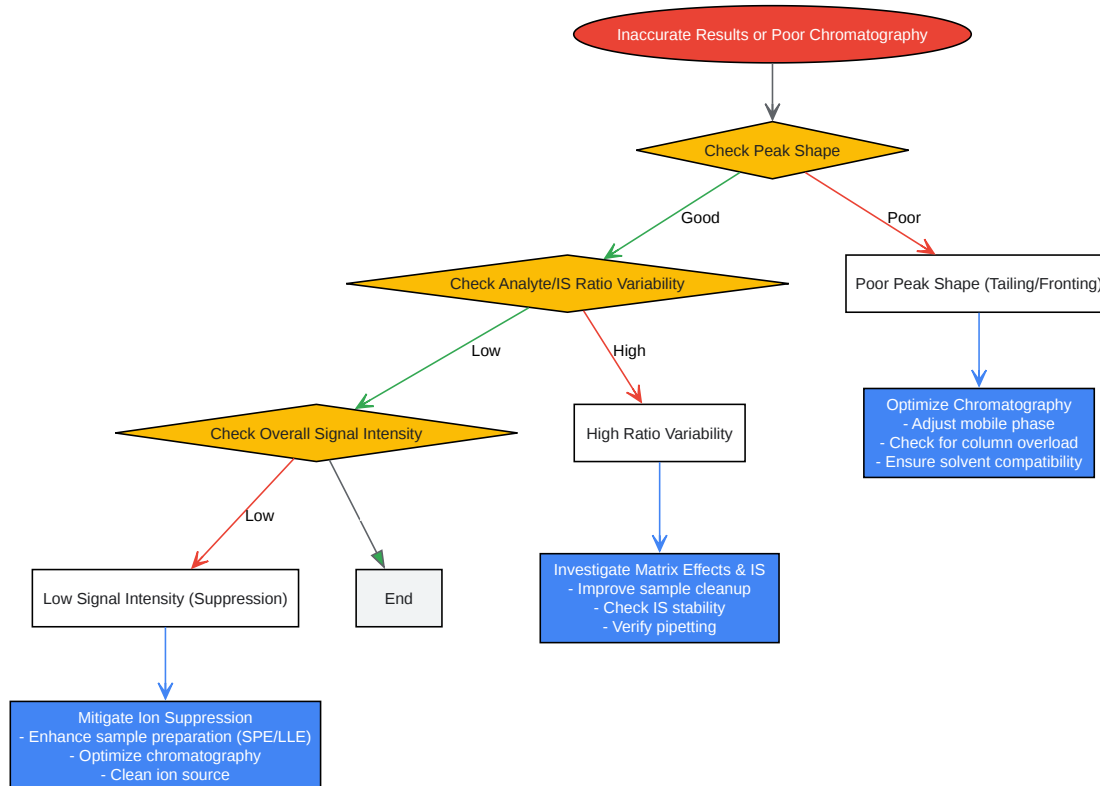 Inaccurate Results or Poor Chromatography
Check Peak Shape
Good
Poor
Check Analyte/IS Ratio Variability
Poor Peak Shape (Tailing/Fronting)
Low
High
Optimize Chromatography
- Adjust mobile phase
- Check for column overload
- Ensure solvent compatibility
Check Overall Signal Intensity
High Ratio Variability
Low
Investigate Matrix Effects & IS
- Improve sample cleanup
- Check IS stability
- Verify pipetting
Low Signal Intensity (Suppression)
End
Mitigate Ion Suppression
- Enhance sample preparation (SPE/LLE)
- Optimize chromatography
- Clean ion source